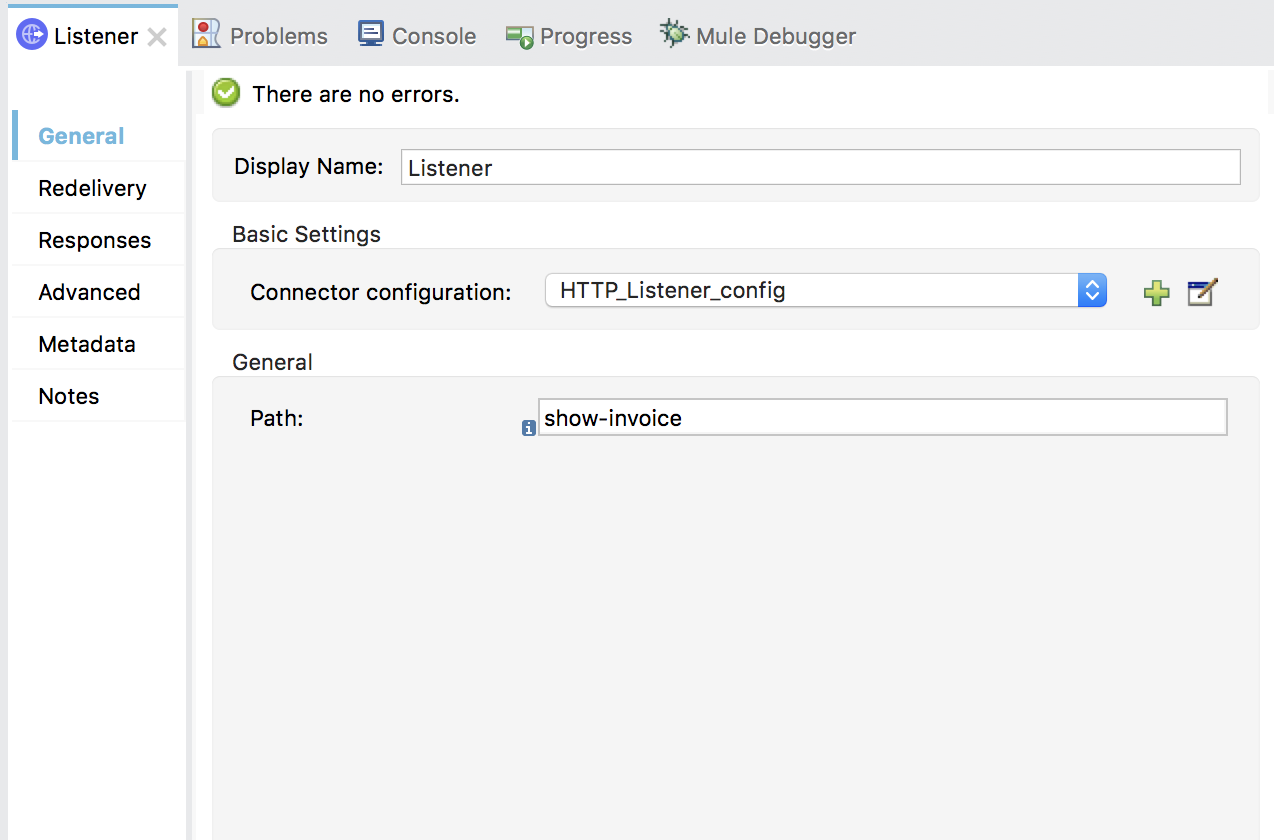 Listener
Problems
Console
Progress
Mule Debugger
General
Redelivery
Responses
Advanced
Metadata
Notes
There are no errors.
Display Name: Listener
Basic Settings
Connector configuration: HTTP_Listener_config
General
Path: show-invoice